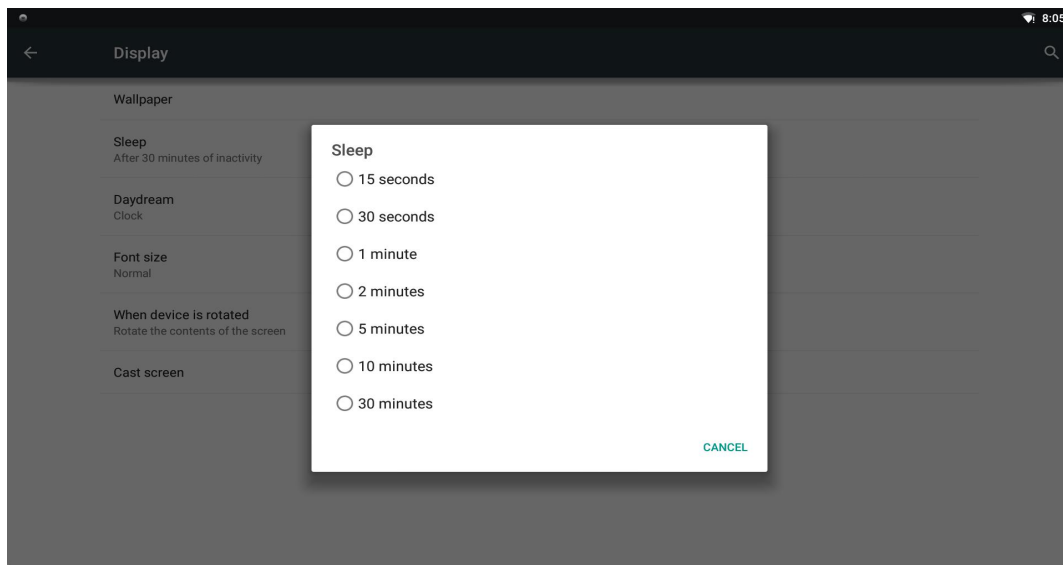 8:05
Display
Wallpaper
Sleep
After 30 minutes of inactivity
Daydream
Clock
Font size
Normal
When device is rotated
Rotate the contents of the screen
Cast screen
Sleep
15 seconds
30 seconds
1 minute
2 minutes
5 minutes
10 minutes
30 minutes
CANCEL